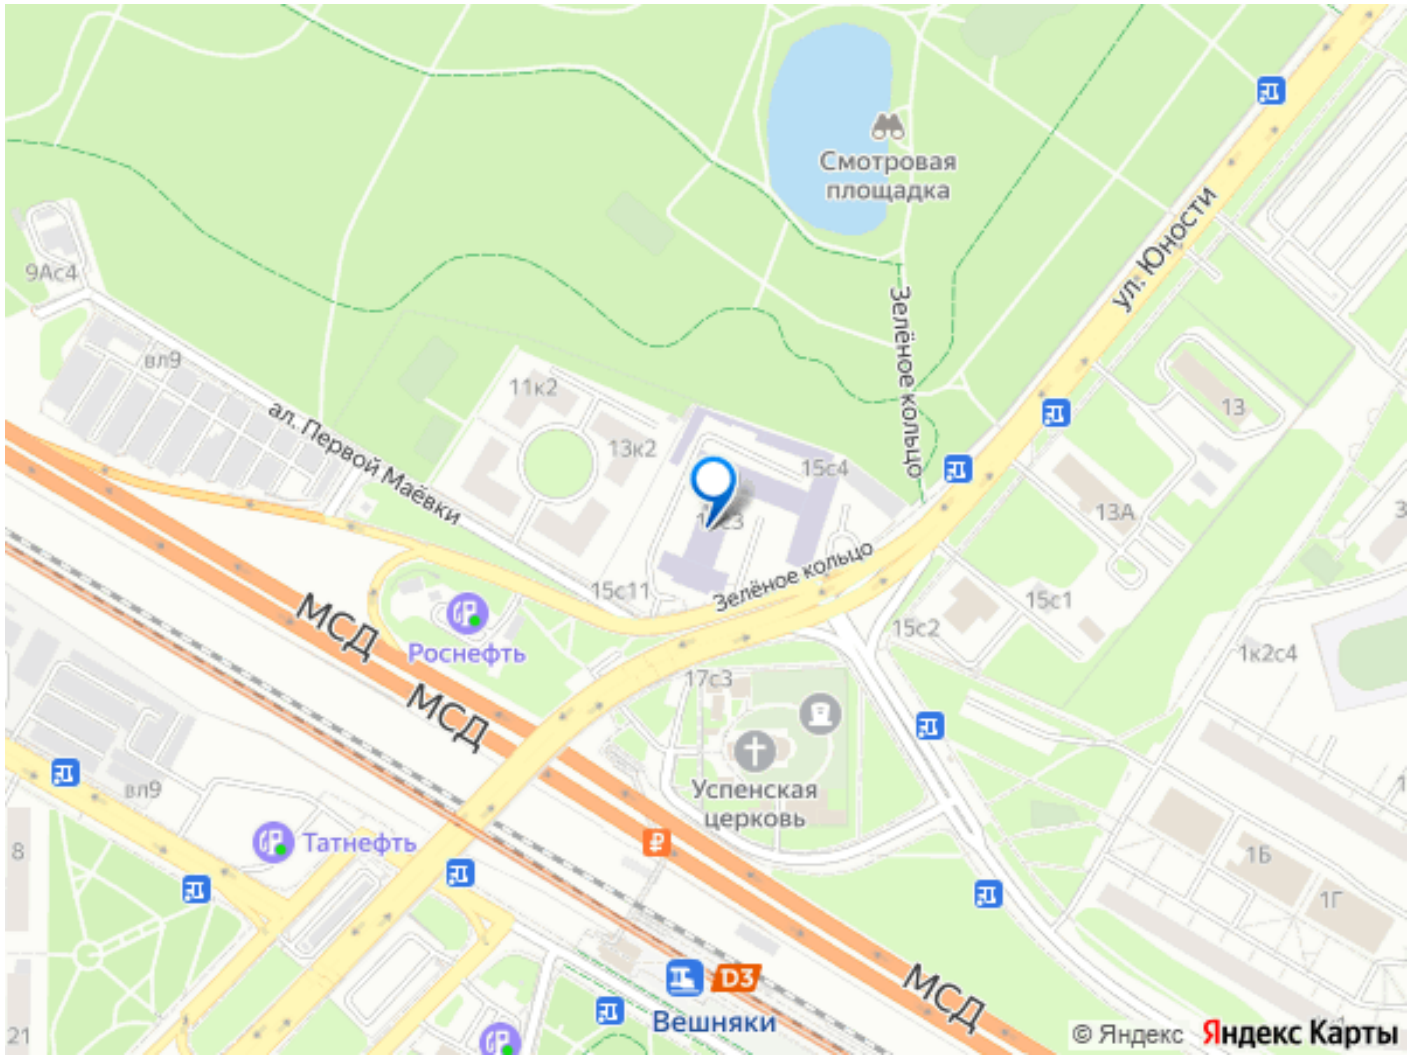 Смотровая
площадка
ул. Юности
9Ас4
Зелёное кольцо
вл9
11к2
13
ал. Первой Маёвки
13к2
15с4
13А
3
Зелёное кольцо
15с11
15с1
МСД
15с2
Роснефть
1к2с4
17с3
МСД
Успенская
церковь
вл9
1
Татнефть
8
1Б
1Г
D3
МСД
Вешняки
21
© Яндекс
Яндекс Карты